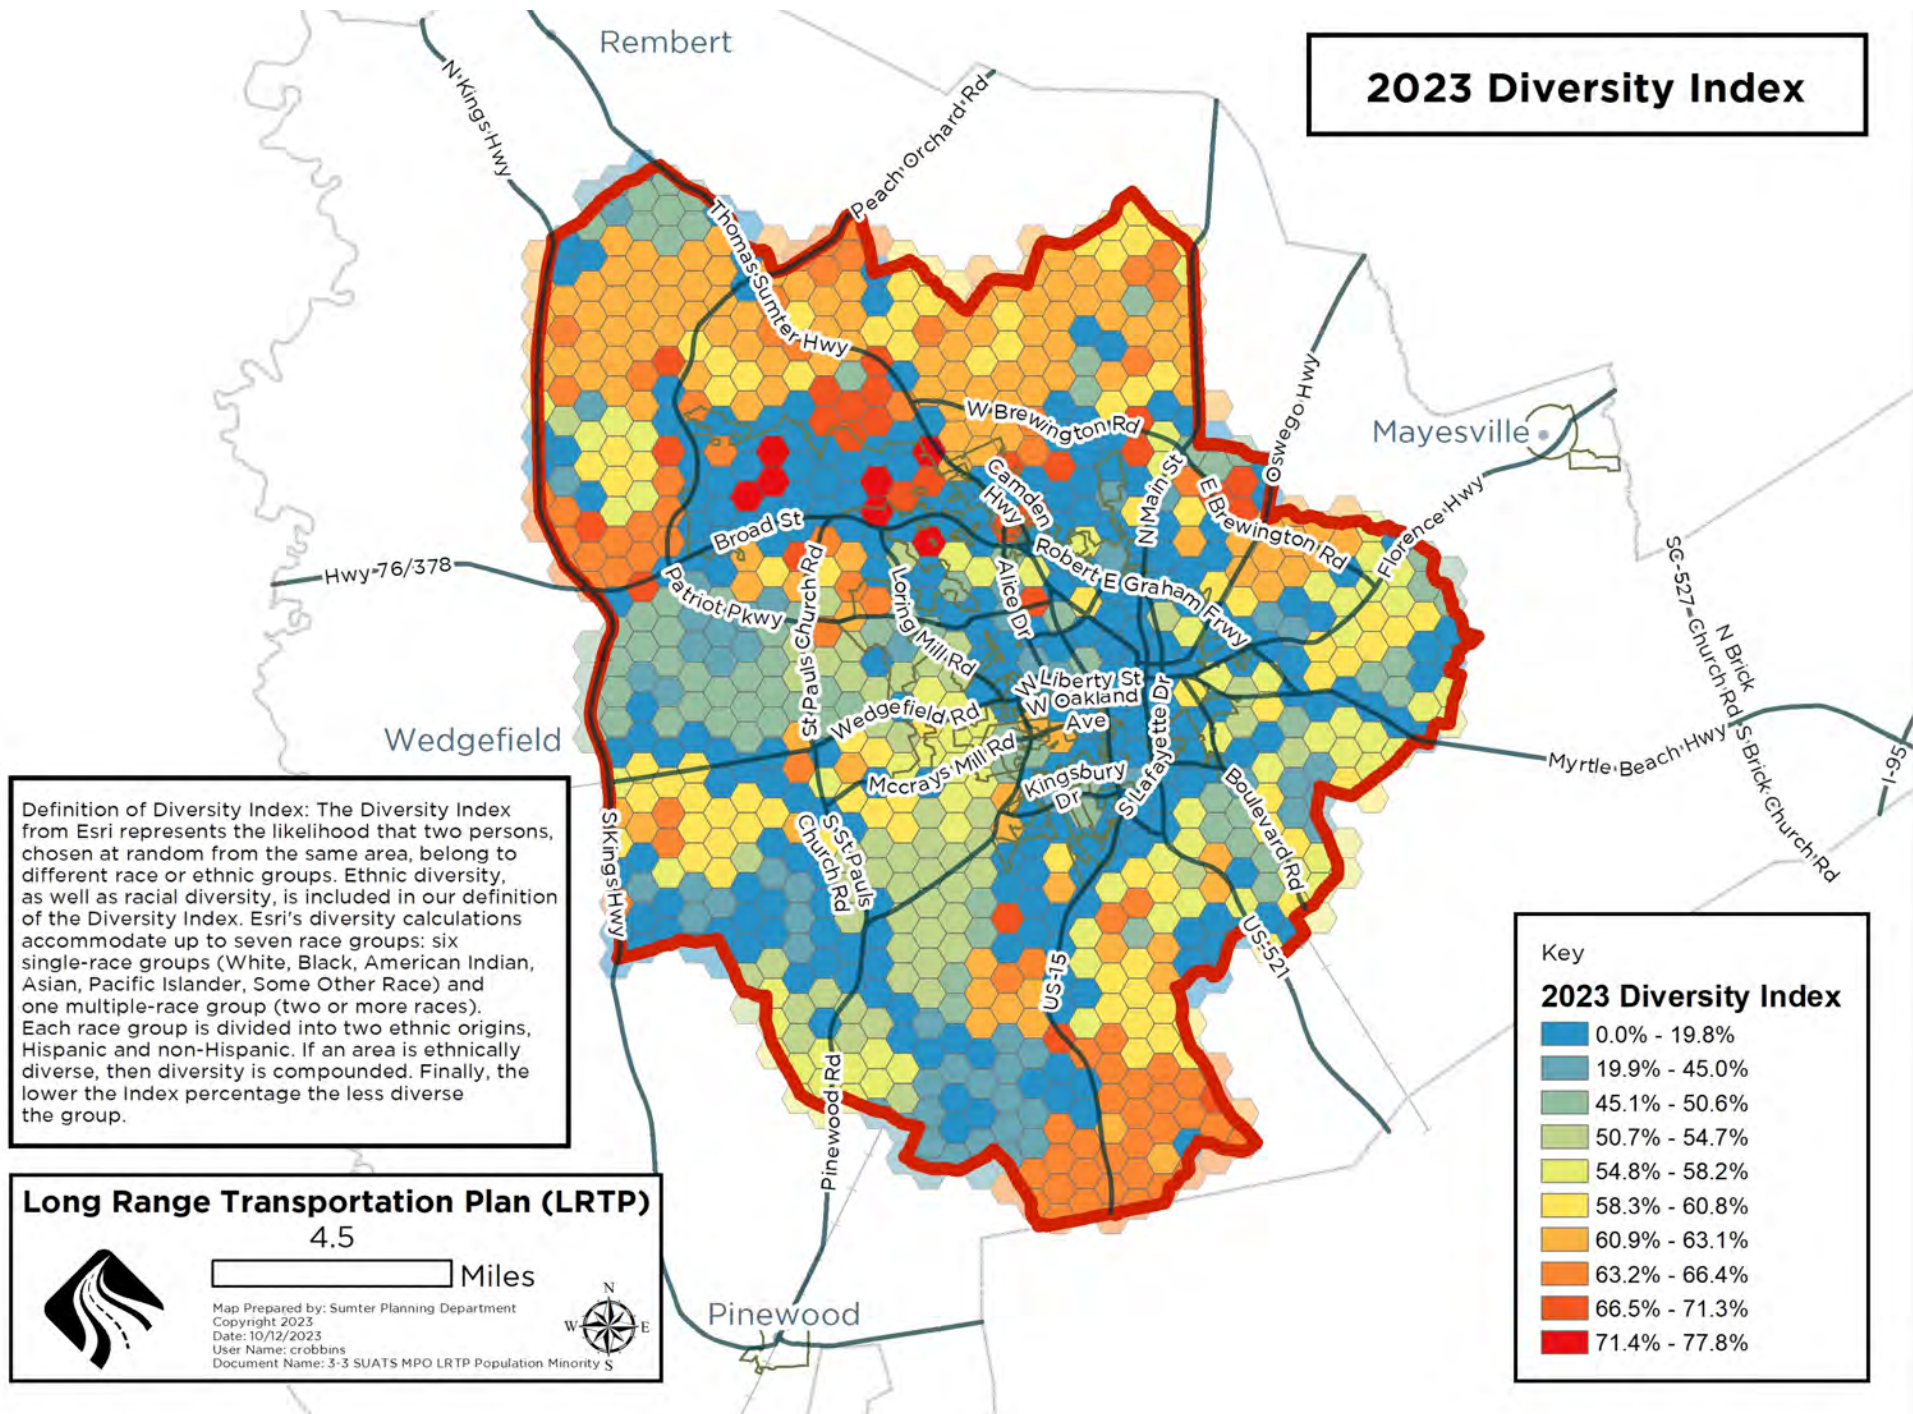 2023 Diversity Index
Rembert
N Kings Hwy
Peach Orchard Rd
Thomas Sumter Hwy
W Brewington Rd
Oswego Hwy
Mayesville
Camden
Hwy
N Main St
E Brewington Rd
Florence Hwy
Broad St
Hwy 76/378
Patriot Pkwy
St Pauls Church Rd
Loring Mill Rd
Alice Dr
Robert E Graham Frwy
SC-527 Church Rd
N Brick
W Liberty St
W Oakland
Ave
Wedgefield Rd
Wedgefield
Mccrays Mill Rd
Kingsbury
Dr
S Lafayette Dr
Boulevard Rd
Myrtle Beach Hwy
S Brick Church Rd
I-95
S Kings Hwy
S St Pauls
Church Rd
US-15
US-521
Pinewood Rd
Pinewood
Definition of Diversity Index: The Diversity Index
from Esri represents the likelihood that two persons,
chosen at random from the same area, belong to
different race or ethnic groups. Ethnic diversity,
as well as racial diversity, is included in our definition
of the Diversity Index. Esri's diversity calculations
accommodate up to seven race groups: six
single-race groups (White, Black, American Indian,
Asian, Pacific Islander, Some Other Race) and
one multiple-race group (two or more races).
Each race group is divided into two ethnic origins,
Hispanic and non-Hispanic. If an area is ethnically
diverse, then diversity is compounded. Finally, the
lower the Index percentage the less diverse
the group.
Long Range Transportation Plan (LRTP)
4.5
Miles
Map Prepared by: Sumter Planning Department
Copyright 2023
Date: 10/12/2023
User Name: crobbins
Document Name: 3-3 SUATS MPO LRTP Population Minority
N
W E
S
Key
2023 Diversity Index
0.0% - 19.8%
19.9% - 45.0%
45.1% - 50.6%
50.7% - 54.7%
54.8% - 58.2%
58.3% - 60.8%
60.9% - 63.1%
63.2% - 66.4%
66.5% - 71.3%
71.4% - 77.8%